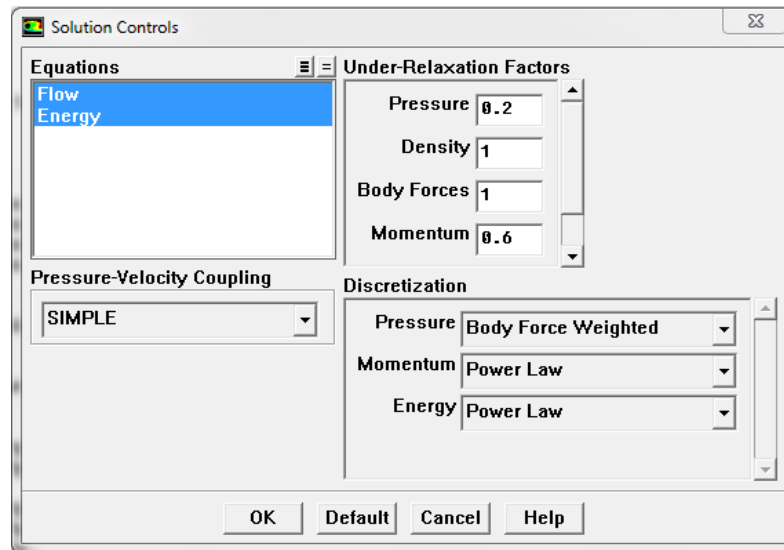 Solution Controls
Equations
Flow
Energy
Under-Relaxation Factors
Pressure 0.2
Density 1
Body Forces 1
Momentum 0.6
Pressure-Velocity Coupling
SIMPLE
Discretization
Pressure Body Force Weighted
Momentum Power Law
Energy Power Law
OK Default Cancel Help